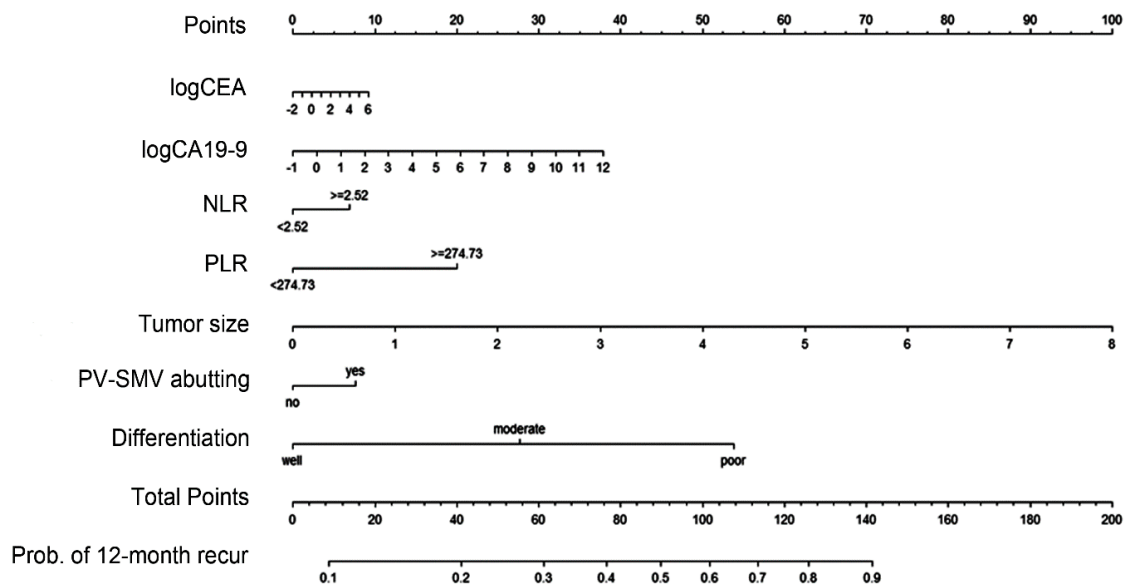 Points 0 10 20 30 40 50 60 70 80 90 100
logCEA
-2 0 2 4 6
logCA19-9
-1 0 1 2 3 4 5 6 7 8 9 10 11 12
>=2.52
NLR
<2.52
>=274.73
PLR
<274.73
Tumor size
0 1 2 3 4 5 6 7 8
yes
PV-SMV abutting
no
moderate
Differentiation
well poor
Total Points
0 20 40 60 80 100 120 140 160 180 200
Prob. of 12-month recur
0.1 0.2 0.3 0.4 0.5 0.6 0.7 0.8 0.9